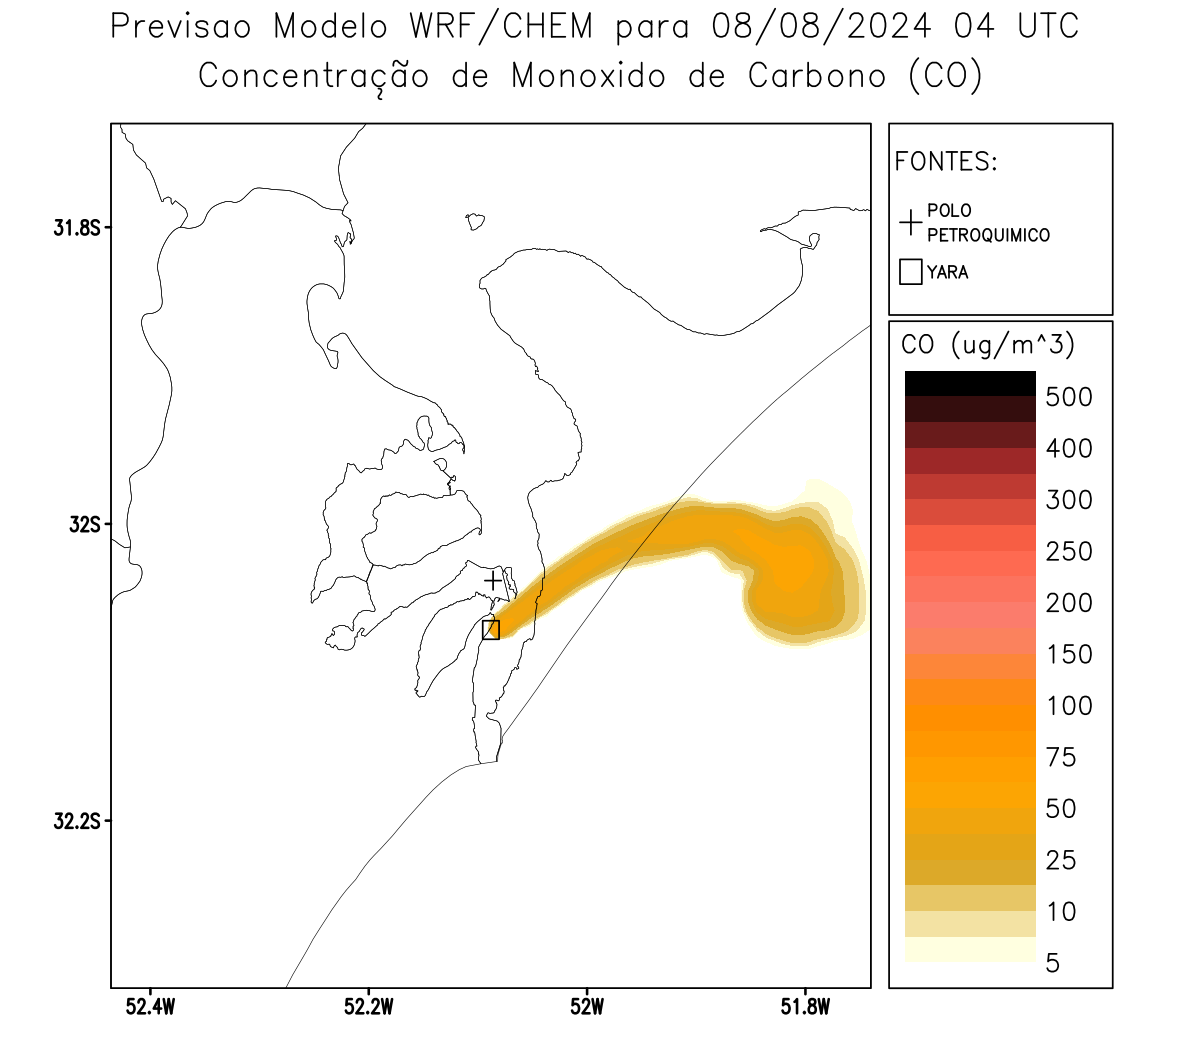 Previsao Modelo WRF/CHEM para 08/08/2024 04 UTC
Concentração de Monoxido de Carbono (CO)
FONTES:
POLO
PETROQUIMICO
YARA
CO (ug/m^3)
500
400
300
250
200
150
100
75
50
25
10
5
31.8S
32S
32.2S
52.4W
52.2W
52W
51.8W